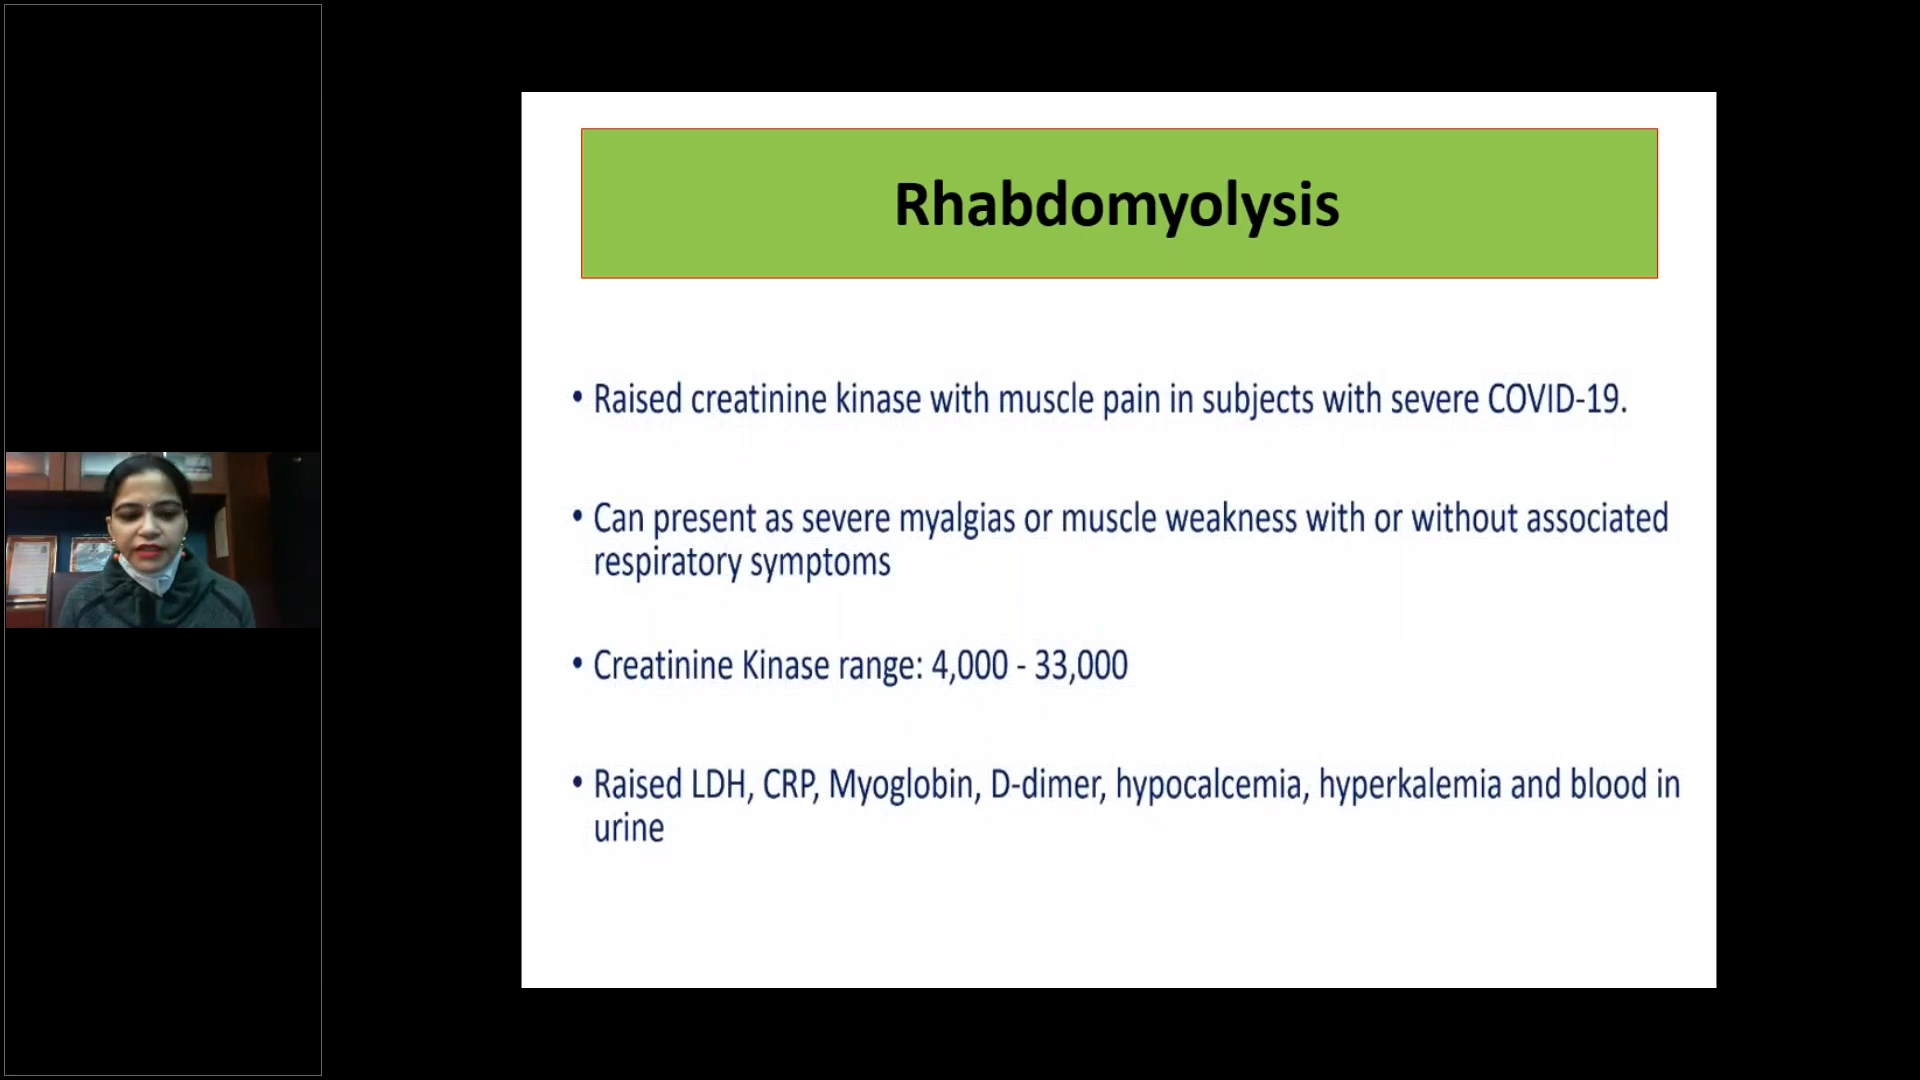 Rhabdomyolysis
• Raised creatinine kinase with muscle pain in subjects with severe COVID-19.
• Can present as severe myalgias or muscle weakness with or without associated
respiratory symptoms
• Creatinine Kinase range: 4,000 - 33,000
• Raised LDH, CRP, Myoglobin, D-dimer, hypocalcemia, hyperkalemia and blood in
urine